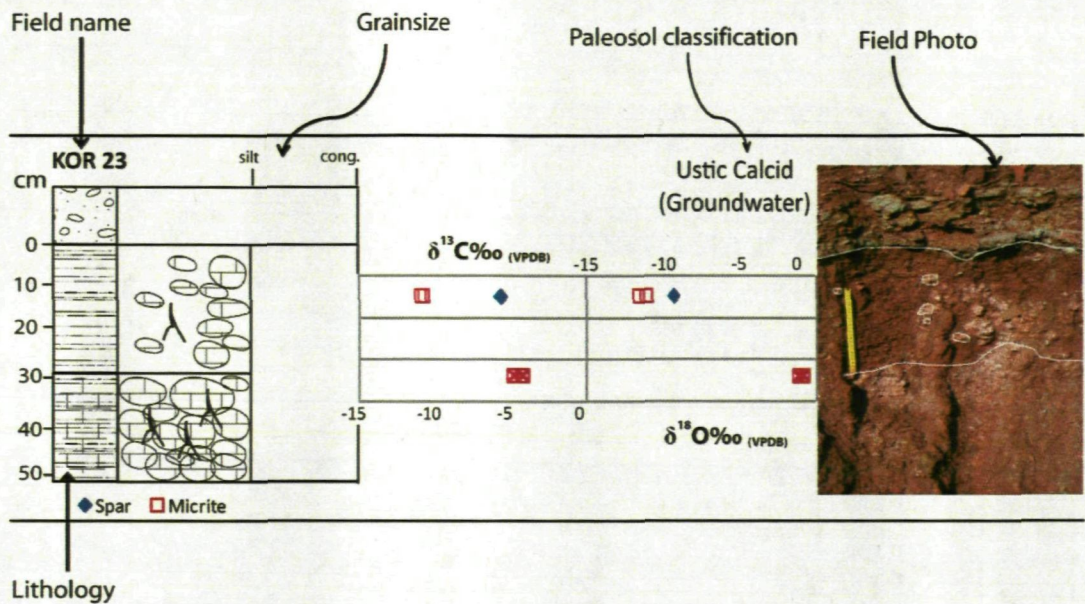 Field name
Grainsize
Paleosol classification
Field Photo
KOR 23
silt
cong.
cm
Ustic Calcid
(Groundwater)
0
10
20
30
40
50
δ¹³C‰ (VPDB)
-15 -10 -5 0
-15 -10 -5 0
δ¹⁸O‰ (VPDB)
Spar Micrite
Lithology